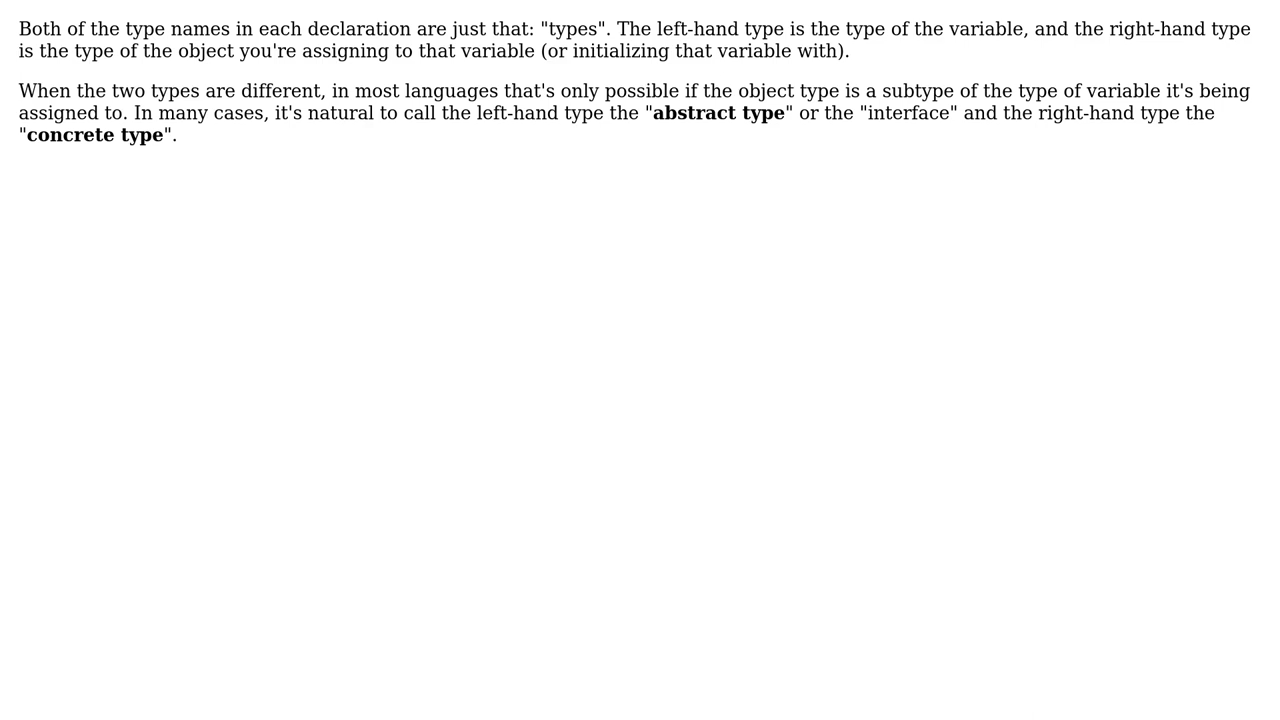 Both of the type names in each declaration are just that: "types". The left-hand type is the type of the variable, and the right-hand type
is the type of the object you're assigning to that variable (or initializing that variable with).
When the two types are different, in most languages that's only possible if the object type is a subtype of the type of variable it's being
assigned to. In many cases, it's natural to call the left-hand type the "abstract type" or the "interface" and the right-hand type the
"concrete type".